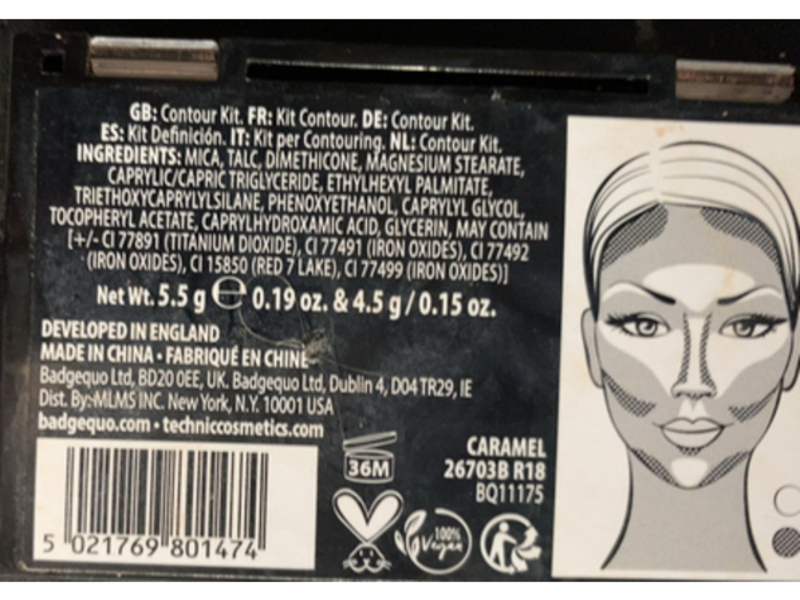 GB: Contour Kit. FR: Kit Contour. DE: Contour Kit.
ES: Kit Definición. IT: Kit per Contouring. NL: Contour Kit.
INGREDIENTS: MICA, TALC, DIMETHICONE, MAGNESIUM STEARATE,
CAPRYLIC/CAPRIC TRIGLYCERIDE, ETHYLHEXYL PALMITATE,
TRIETHOXYCAPRYLYLSILANE, PHENOXYETHANOL, CAPRYLYL GLYCOL,
TOCOPHERYL ACETATE, CAPRYLHYDROXAMIC ACID, GLYCERIN, MAY CONTAIN
[+/- CI 77891 (TITANIUM DIOXIDE), CI 77491 (IRON OXIDES), CI 77492
(IRON OXIDES), CI 15850 (RED 7 LAKE), CI 77499 (IRON OXIDES)]
Net Wt. 5.5 g ℮ 0.19 oz. & 4.5 g / 0.15 oz.
DEVELOPED IN ENGLAND
MADE IN CHINA • FABRIQUÉ EN CHINE
Badgequo Ltd, BD20 0EE, UK. Badgequo Ltd, Dublin 4, D04 TR29, IE
Dist. By: MLMS INC. New York, N.Y. 10001 USA
badgequo.com • techniccosmetics.com
36M
CARAMEL
26703B R18
BQ11175
100%
Vegan
5 021769 801474